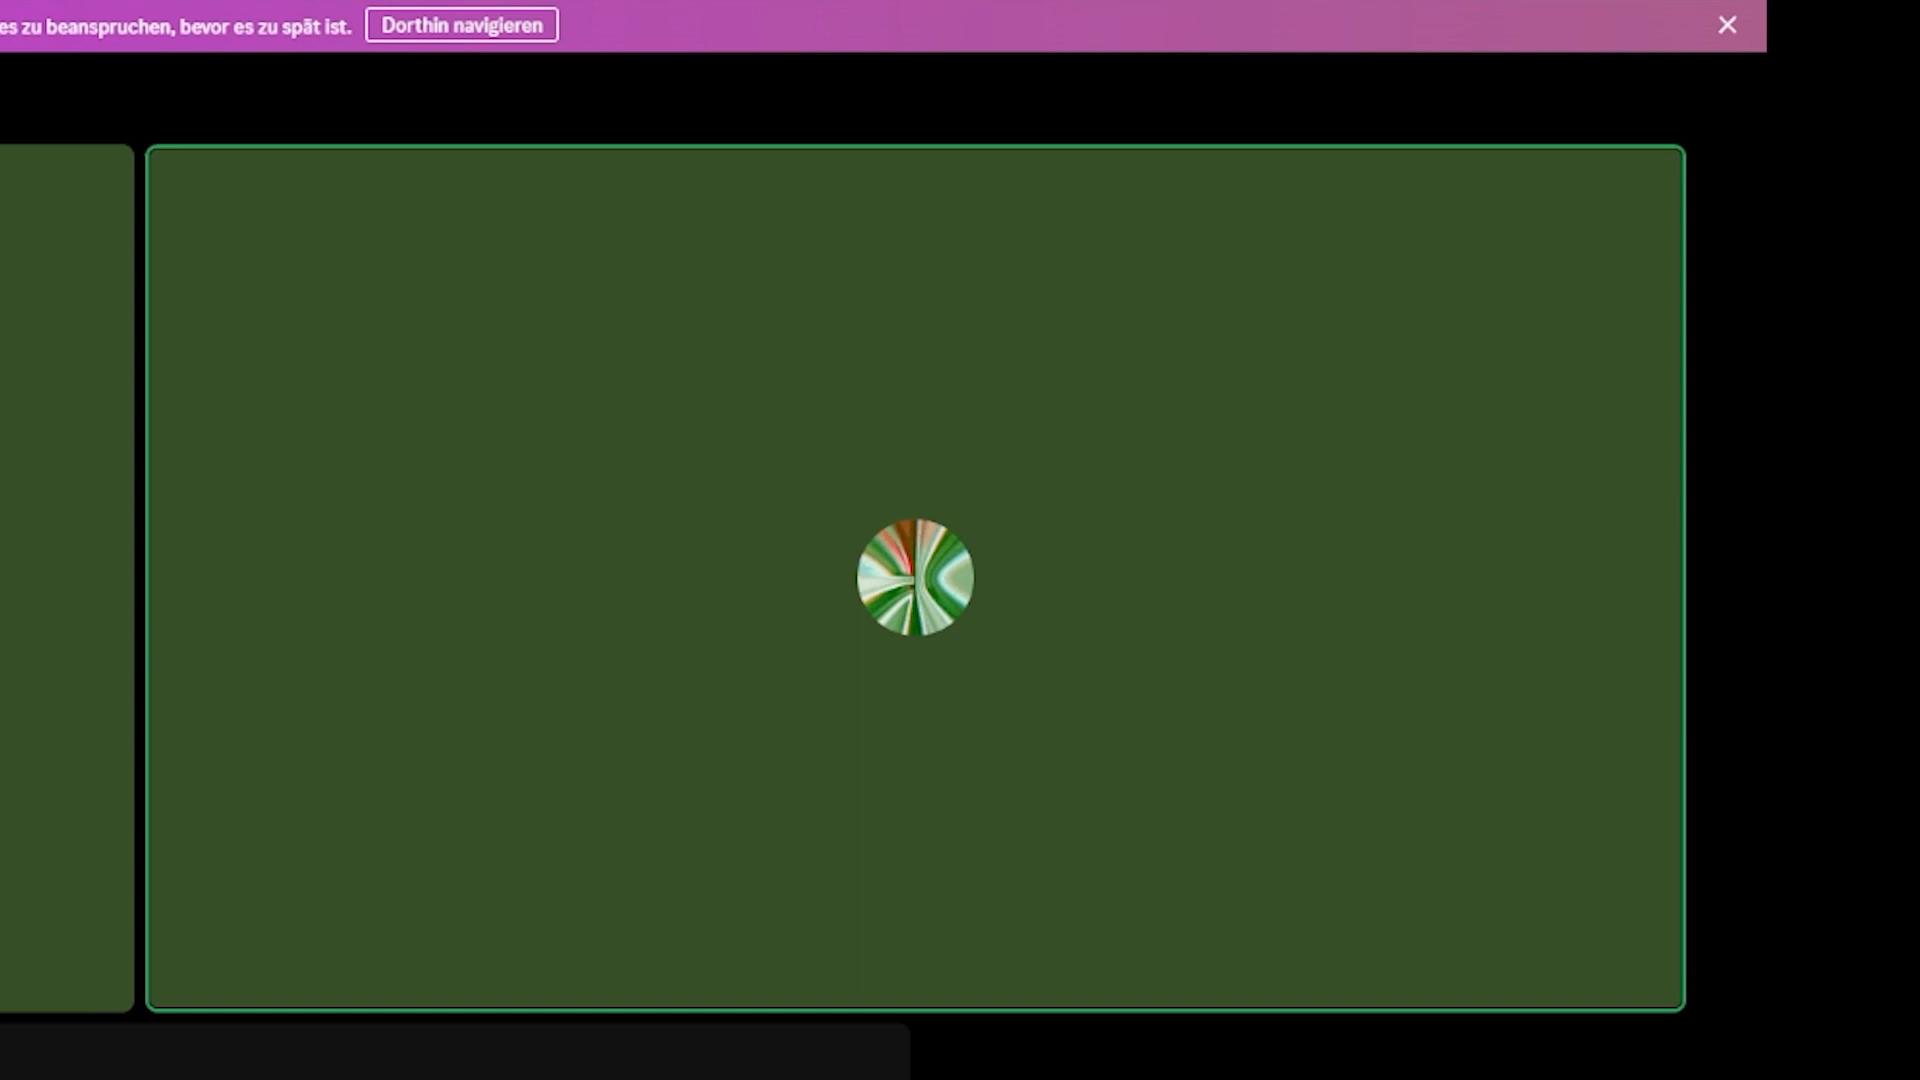 es zu beanspruchen, bevor es zu spät ist. Dorthin navigieren